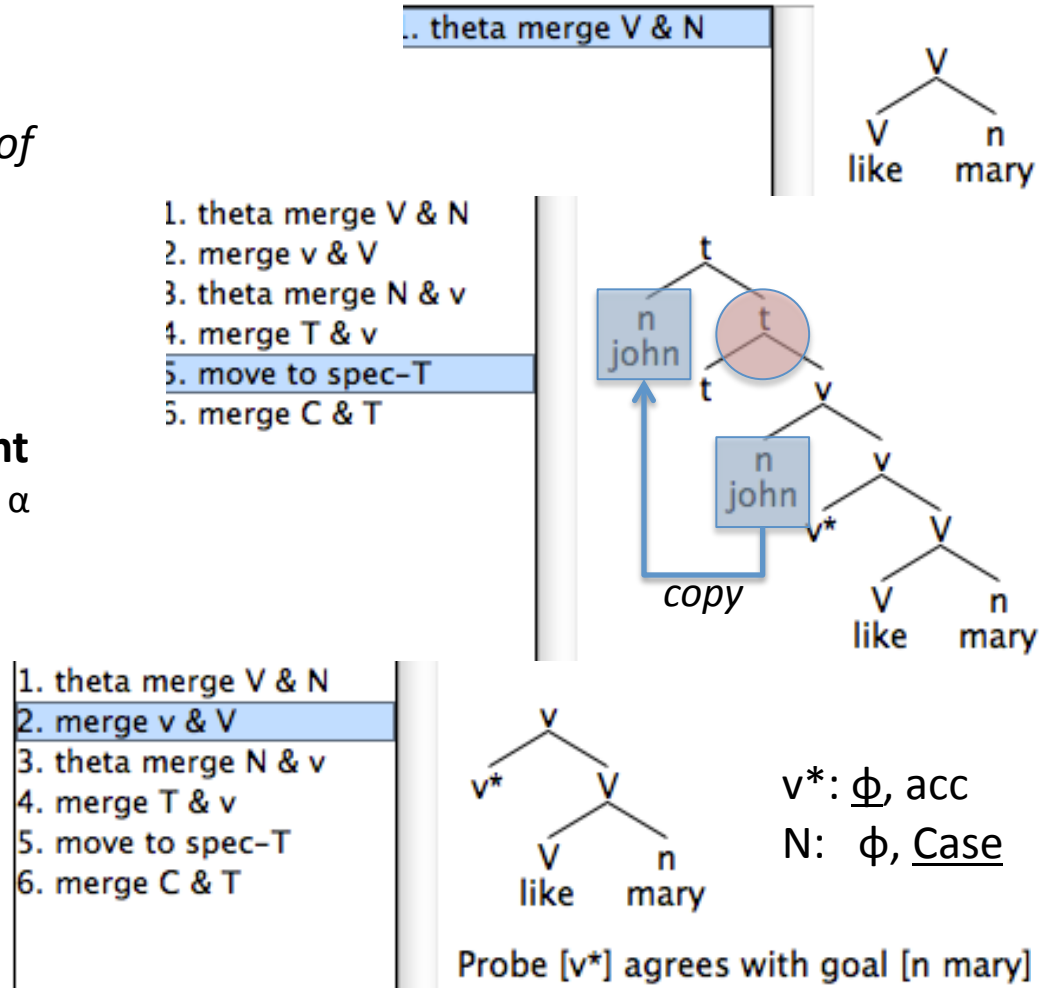 .. theta merge V & N
V
V n
like mary
of
1. theta merge V & N
2. merge v & V
3. theta merge N & v
4. merge T & v
5. move to spec-T
6. merge C & T
t
n t
john
t v
n v
john
v* V
copy
V n
like mary
nt
α
1. theta merge V & N
2. merge v & V
3. theta merge N & v
4. merge T & v
5. move to spec-T
6. merge C & T
v
v* V
V n
like mary
v*: ϕ, acc
N: ϕ, Case
Probe [v*] agrees with goal [n mary]